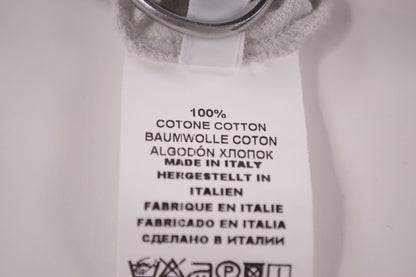 100%
COTONE COTTON
BAUMWOLLE COTON
ALGODÓN ХЛОПОК
MADE IN ITALY
HERGESTELLT IN
ITALIEN
FABRIQUE EN ITALIE
FABRICADO EN ITALIA
СДЕЛАНО В ИТАЛИИ